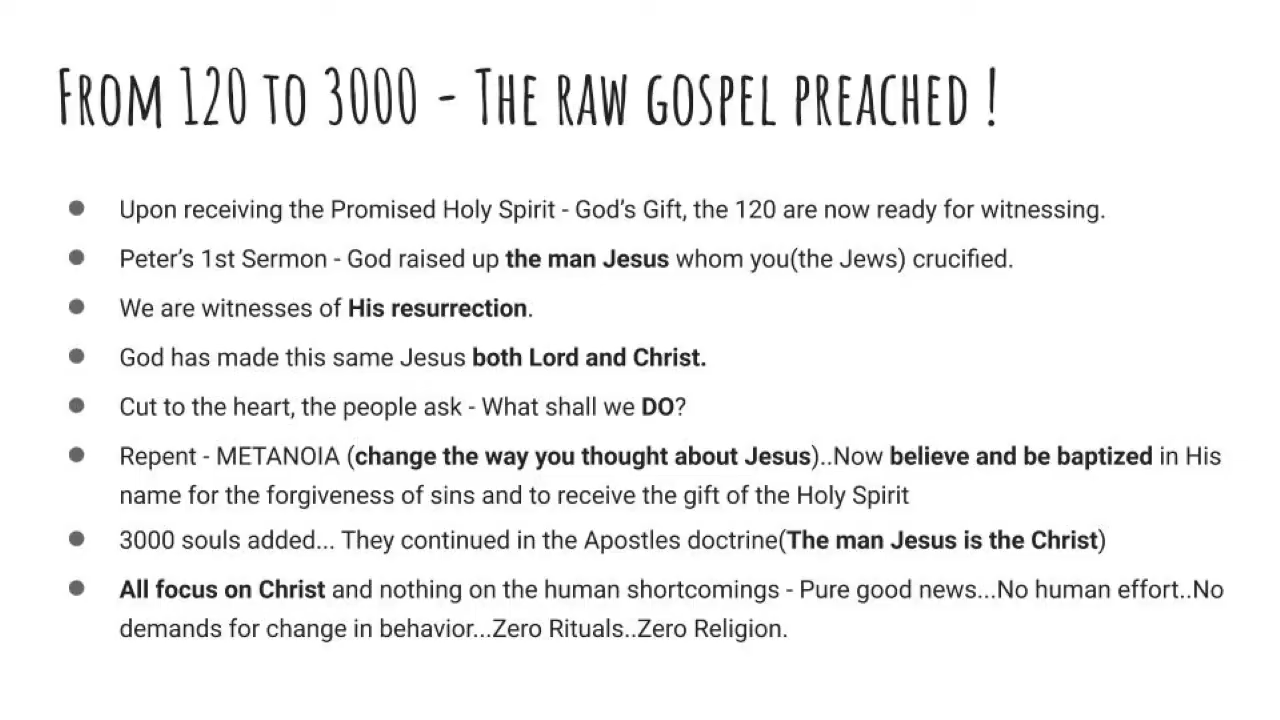 From 120 to 3000 - The raw gospel preached !
● Upon receiving the Promised Holy Spirit - God's Gift, the 120 are now ready for witnessing.
● Peter's 1st Sermon - God raised up the man Jesus whom you(the Jews) crucified.
● We are witnesses of His resurrection.
● God has made this same Jesus both Lord and Christ.
● Cut to the heart, the people ask - What shall we DO?
● Repent - METANOIA (change the way you thought about Jesus)..Now believe and be baptized in His
name for the forgiveness of sins and to receive the gift of the Holy Spirit
● 3000 souls added... They continued in the Apostles doctrine(The man Jesus is the Christ)
● All focus on Christ and nothing on the human shortcomings - Pure good news...No human effort..No
demands for change in behavior...Zero Rituals..Zero Religion.